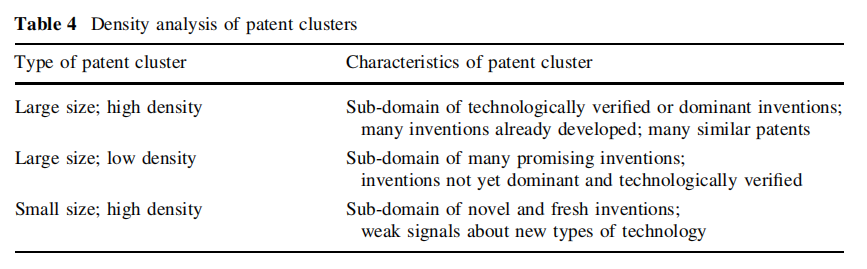 Table 4 Density analysis of patent clusters
Type of patent cluster Characteristics of patent cluster
Large size; high density Sub-domain of technologically verified or dominant inventions;
many inventions already developed; many similar patents
Large size; low density Sub-domain of many promising inventions;
inventions not yet dominant and technologically verified
Small size; high density Sub-domain of novel and fresh inventions;
weak signals about new types of technology